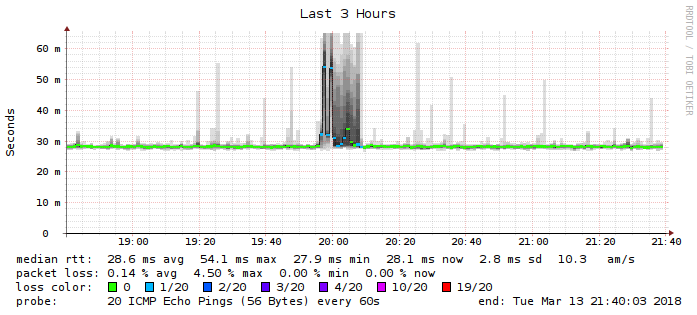 Last 3 Hours
RRDTOOL / TOBI OETIKER
Seconds
60 m
50 m
40 m
30 m
20 m
10 m
0
19:00 19:20 19:40 20:00 20:20 20:40 21:00 21:20 21:40
median rtt: 28.6 ms avg 54.1 ms max 27.9 ms min 28.1 ms now 2.8 ms sd 10.3 am/s
packet loss: 0.14 % avg 4.50 % max 0.00 % min 0.00 % now
loss color: 0 1/20 2/20 3/20 4/20 10/20 19/20
probe: 20 ICMP Echo Pings (56 Bytes) every 60s end: Tue Mar 13 21:40:03 2018